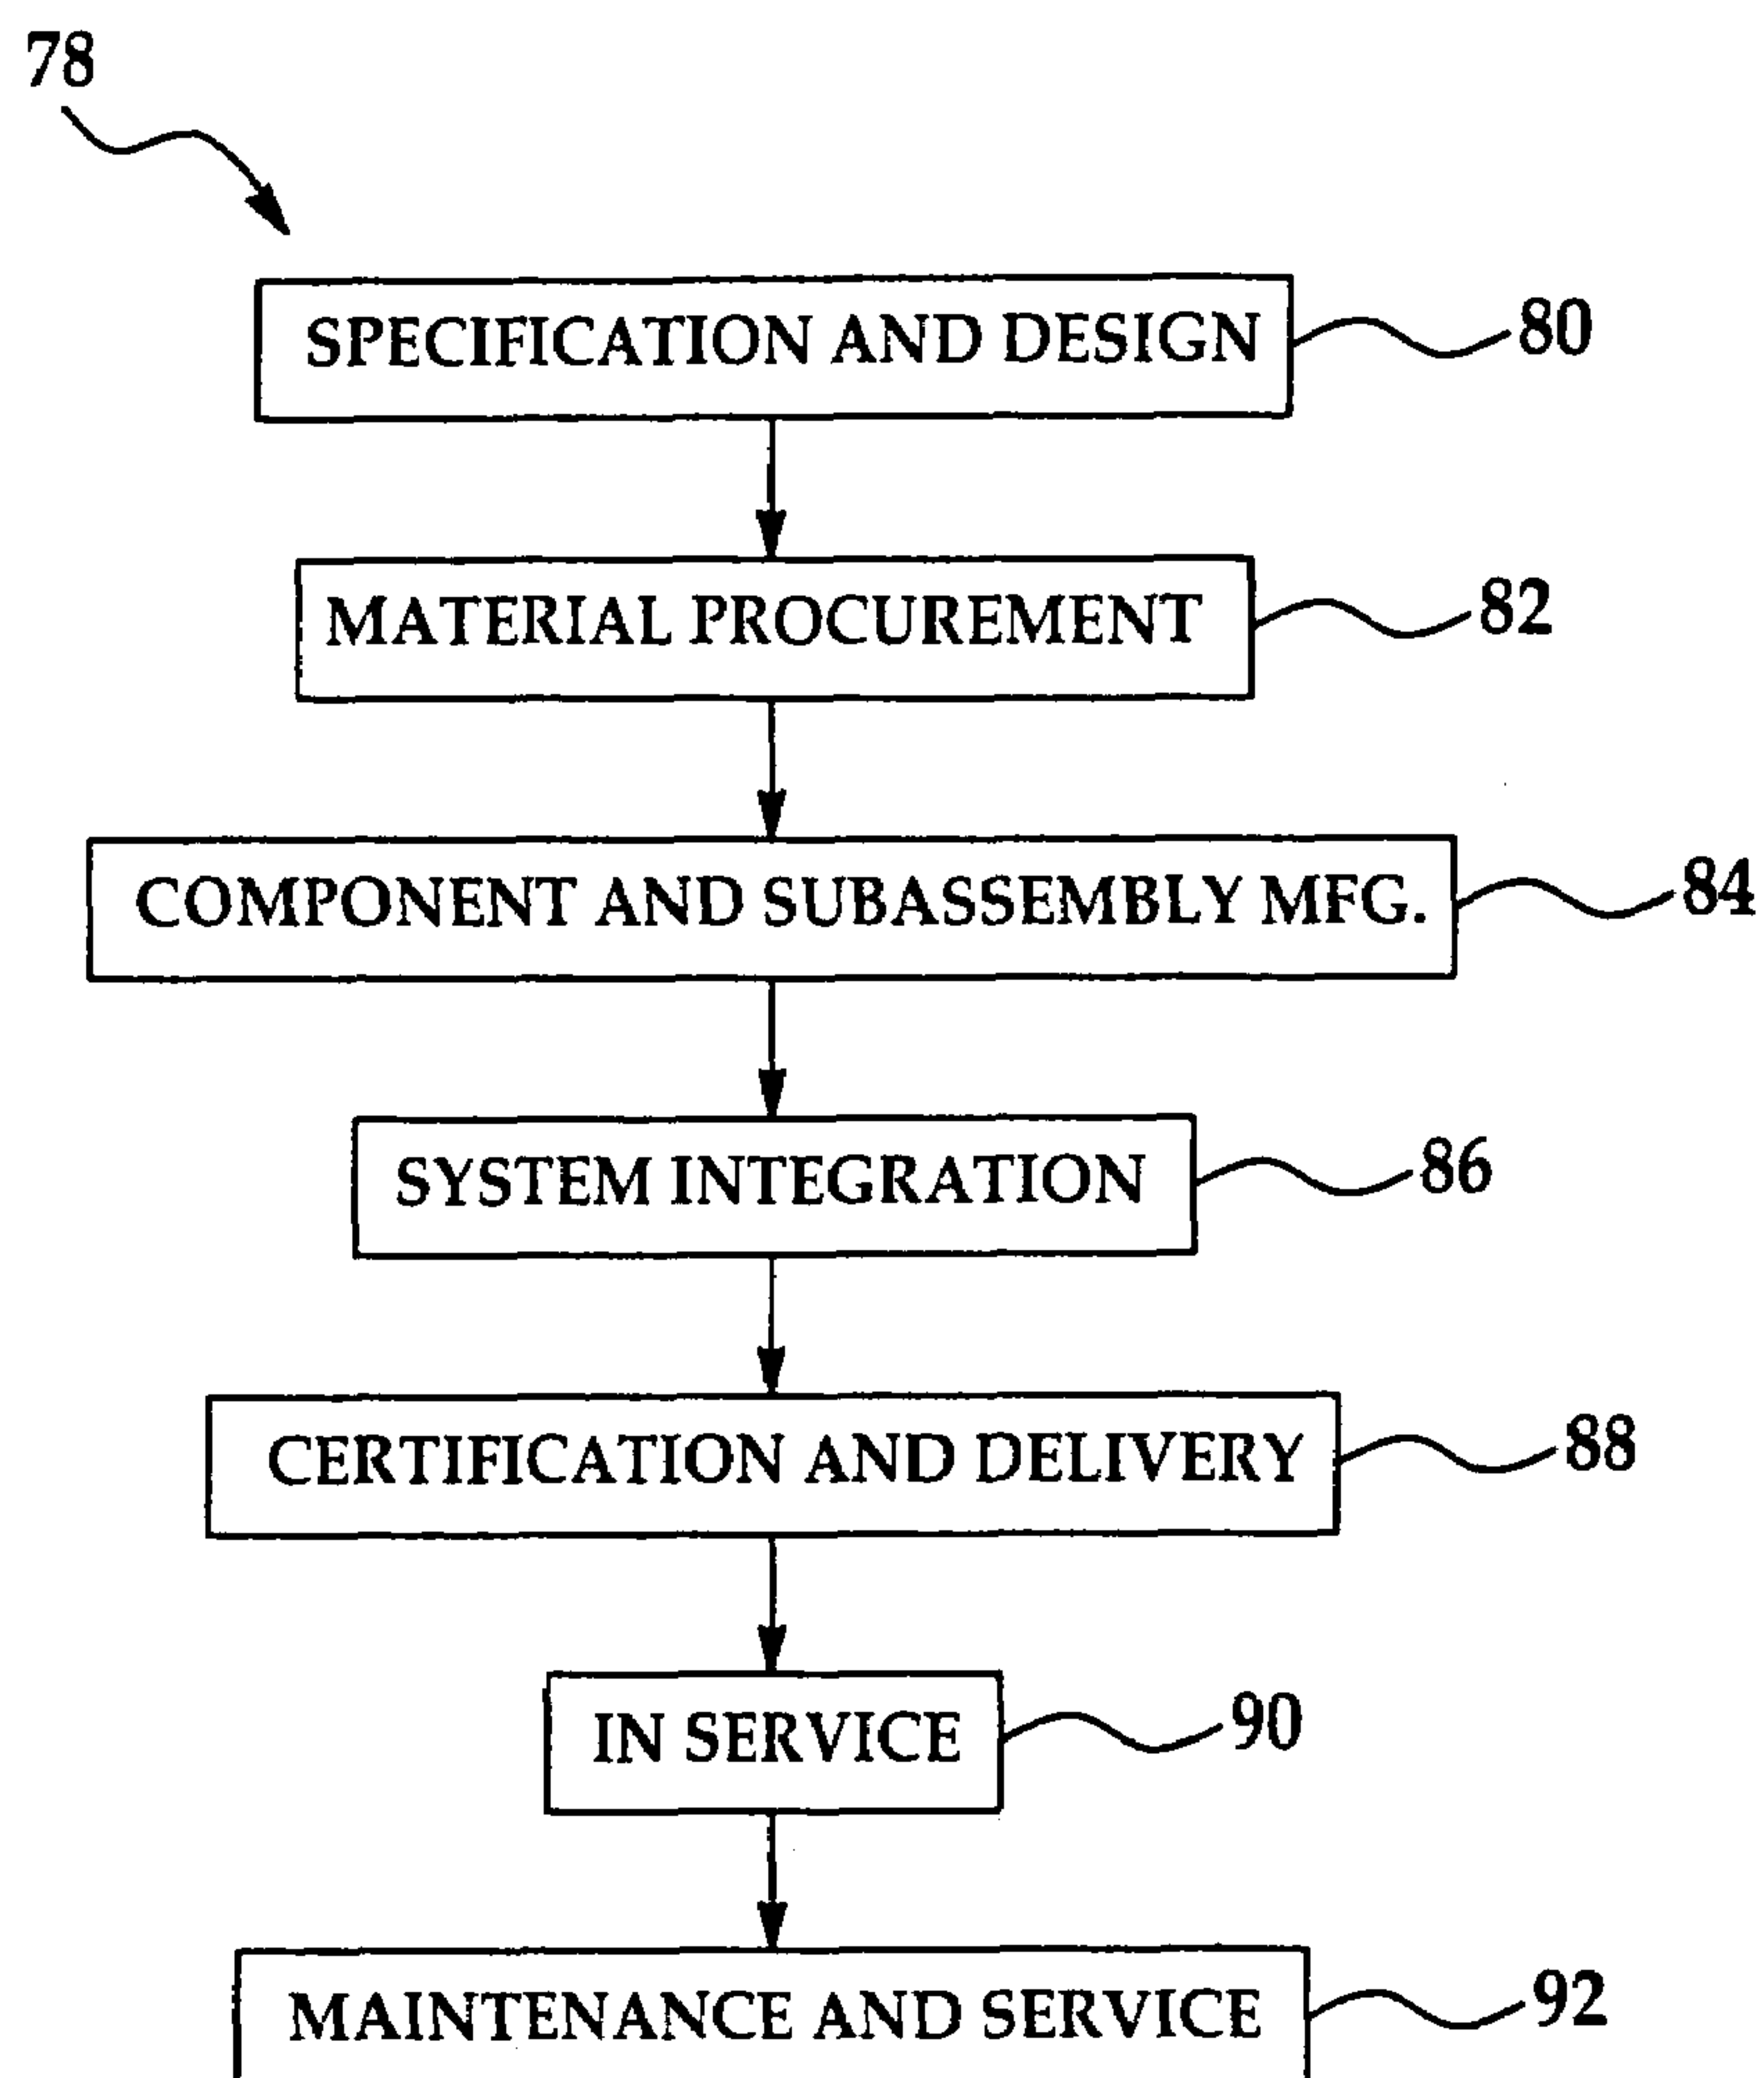 78
SPECIFICATION AND DESIGN 80
MATERIAL PROCUREMENT 82
COMPONENT AND SUBASSEMBLY MFG. 84
SYSTEM INTEGRATION 86
CERTIFICATION AND DELIVERY 88
IN SERVICE 90
MAINTENANCE AND SERVICE 92